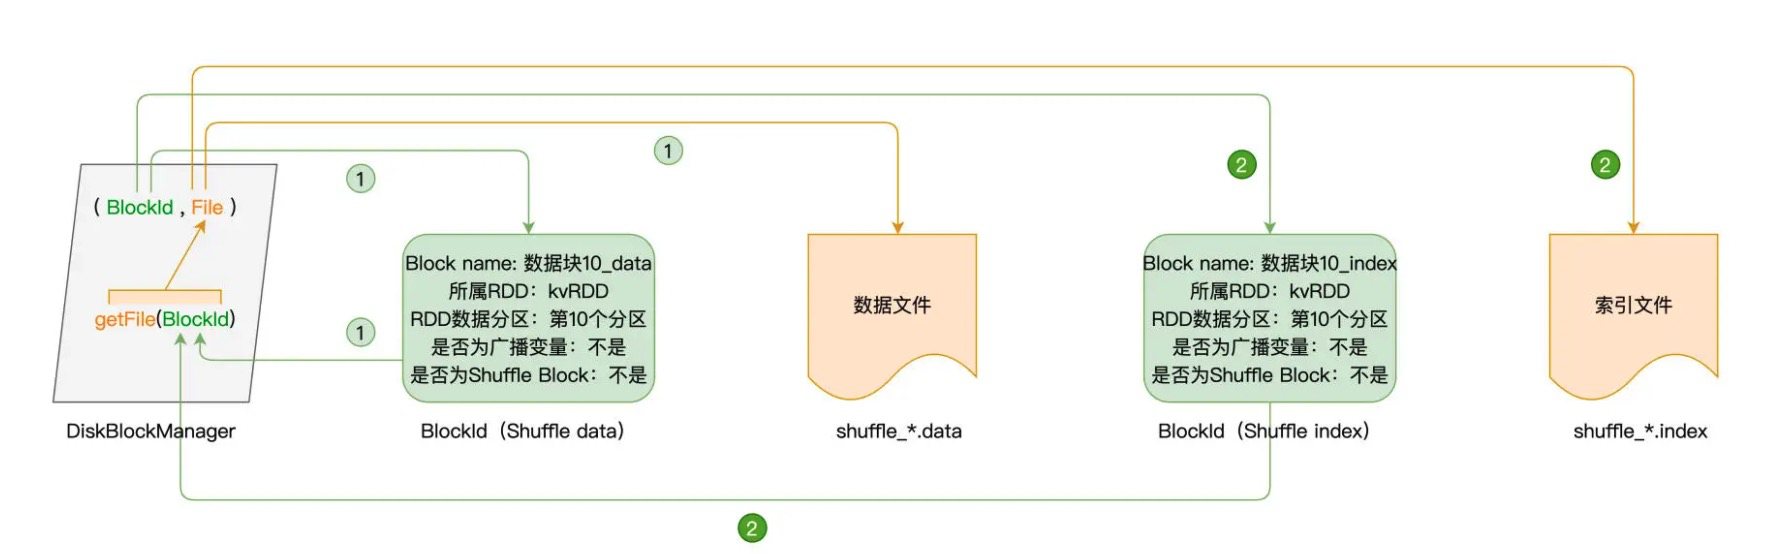 1
1
2
2
( BlockId , File )
getFile(BlockId)
1
DiskBlockManager
Block name: 数据块10_data
所属RDD：kvRDD
RDD数据分区：第10个分区
是否为广播变量：不是
是否为Shuffle Block：不是
BlockId（Shuffle data）
数据文件
shuffle_*.data
Block name: 数据块10_index
所属RDD：kvRDD
RDD数据分区：第10个分区
是否为广播变量：不是
是否为Shuffle Block：不是
BlockId（Shuffle index）
索引文件
shuffle_*.index
2